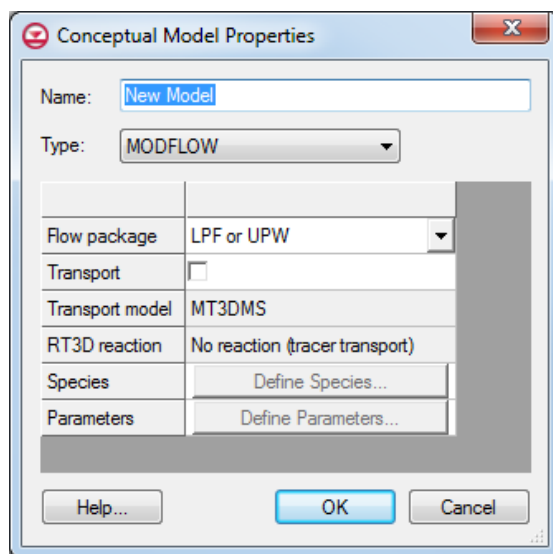 Conceptual Model Properties
Name: New Model
Type: MODFLOW
Flow package LPF or UPW
Transport
Transport model MT3DMS
RT3D reaction No reaction (tracer transport)
Species Define Species...
Parameters Define Parameters...
Help... OK Cancel